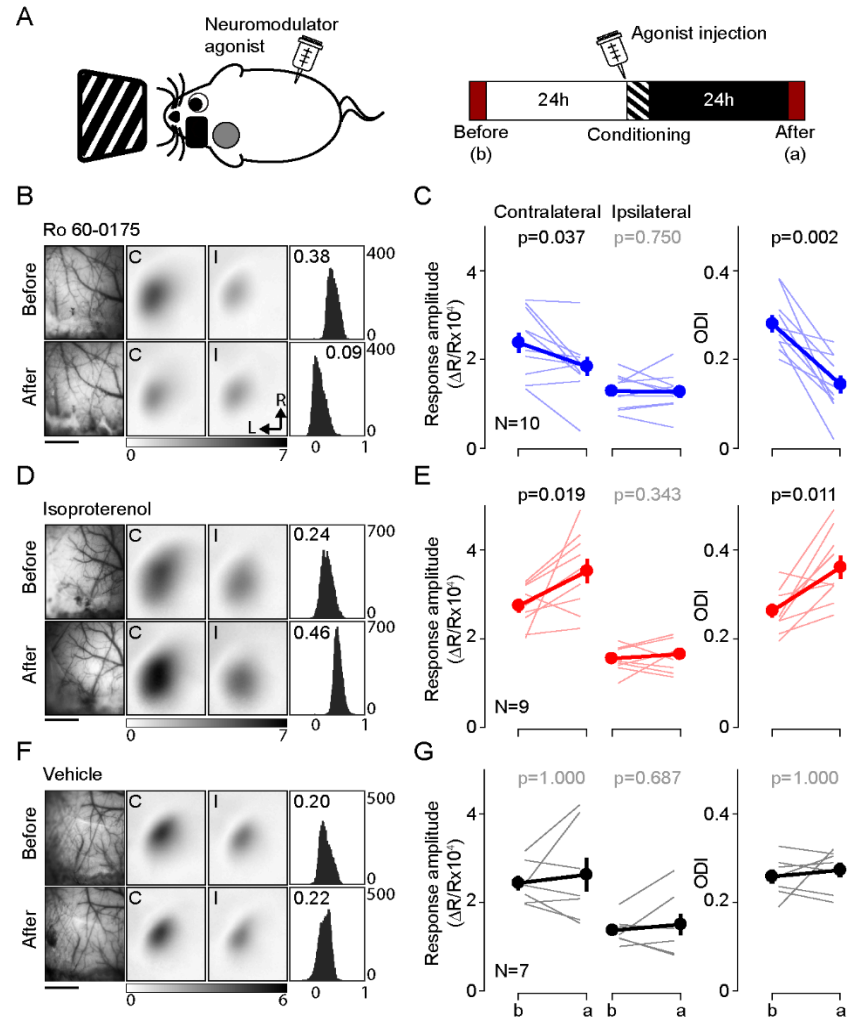 A
Neuromodulator
agonist
Agonist injection
24h
24h
Before
(b)
Conditioning
After
(a)
B
Ro 60-0175
Before
C
I
0.38
400
0
After
C
I
R
L
0.09
400
0
0
7
0
1
C
Contralateral
Ipsilateral
p=0.037
p=0.750
p=0.002
Response amplitude
(ΔR/Rx10⁴)
4
2
0
N=10
ODI
0.4
0.2
0
D
Isoproterenol
Before
C
I
0.24
700
0
After
C
I
0.46
700
0
0
7
0
1
E
p=0.019
p=0.343
p=0.011
Response amplitude
(ΔR/Rx10⁴)
4
2
0
N=9
ODI
0.4
0.2
0
F
Vehicle
Before
C
I
0.20
500
0
After
C
I
0.22
500
0
0
6
0
1
G
p=1.000
p=0.687
p=1.000
Response amplitude
(ΔR/Rx10⁴)
4
2
0
N=7
ODI
0.4
0.2
0
b
a
b
a
b
a